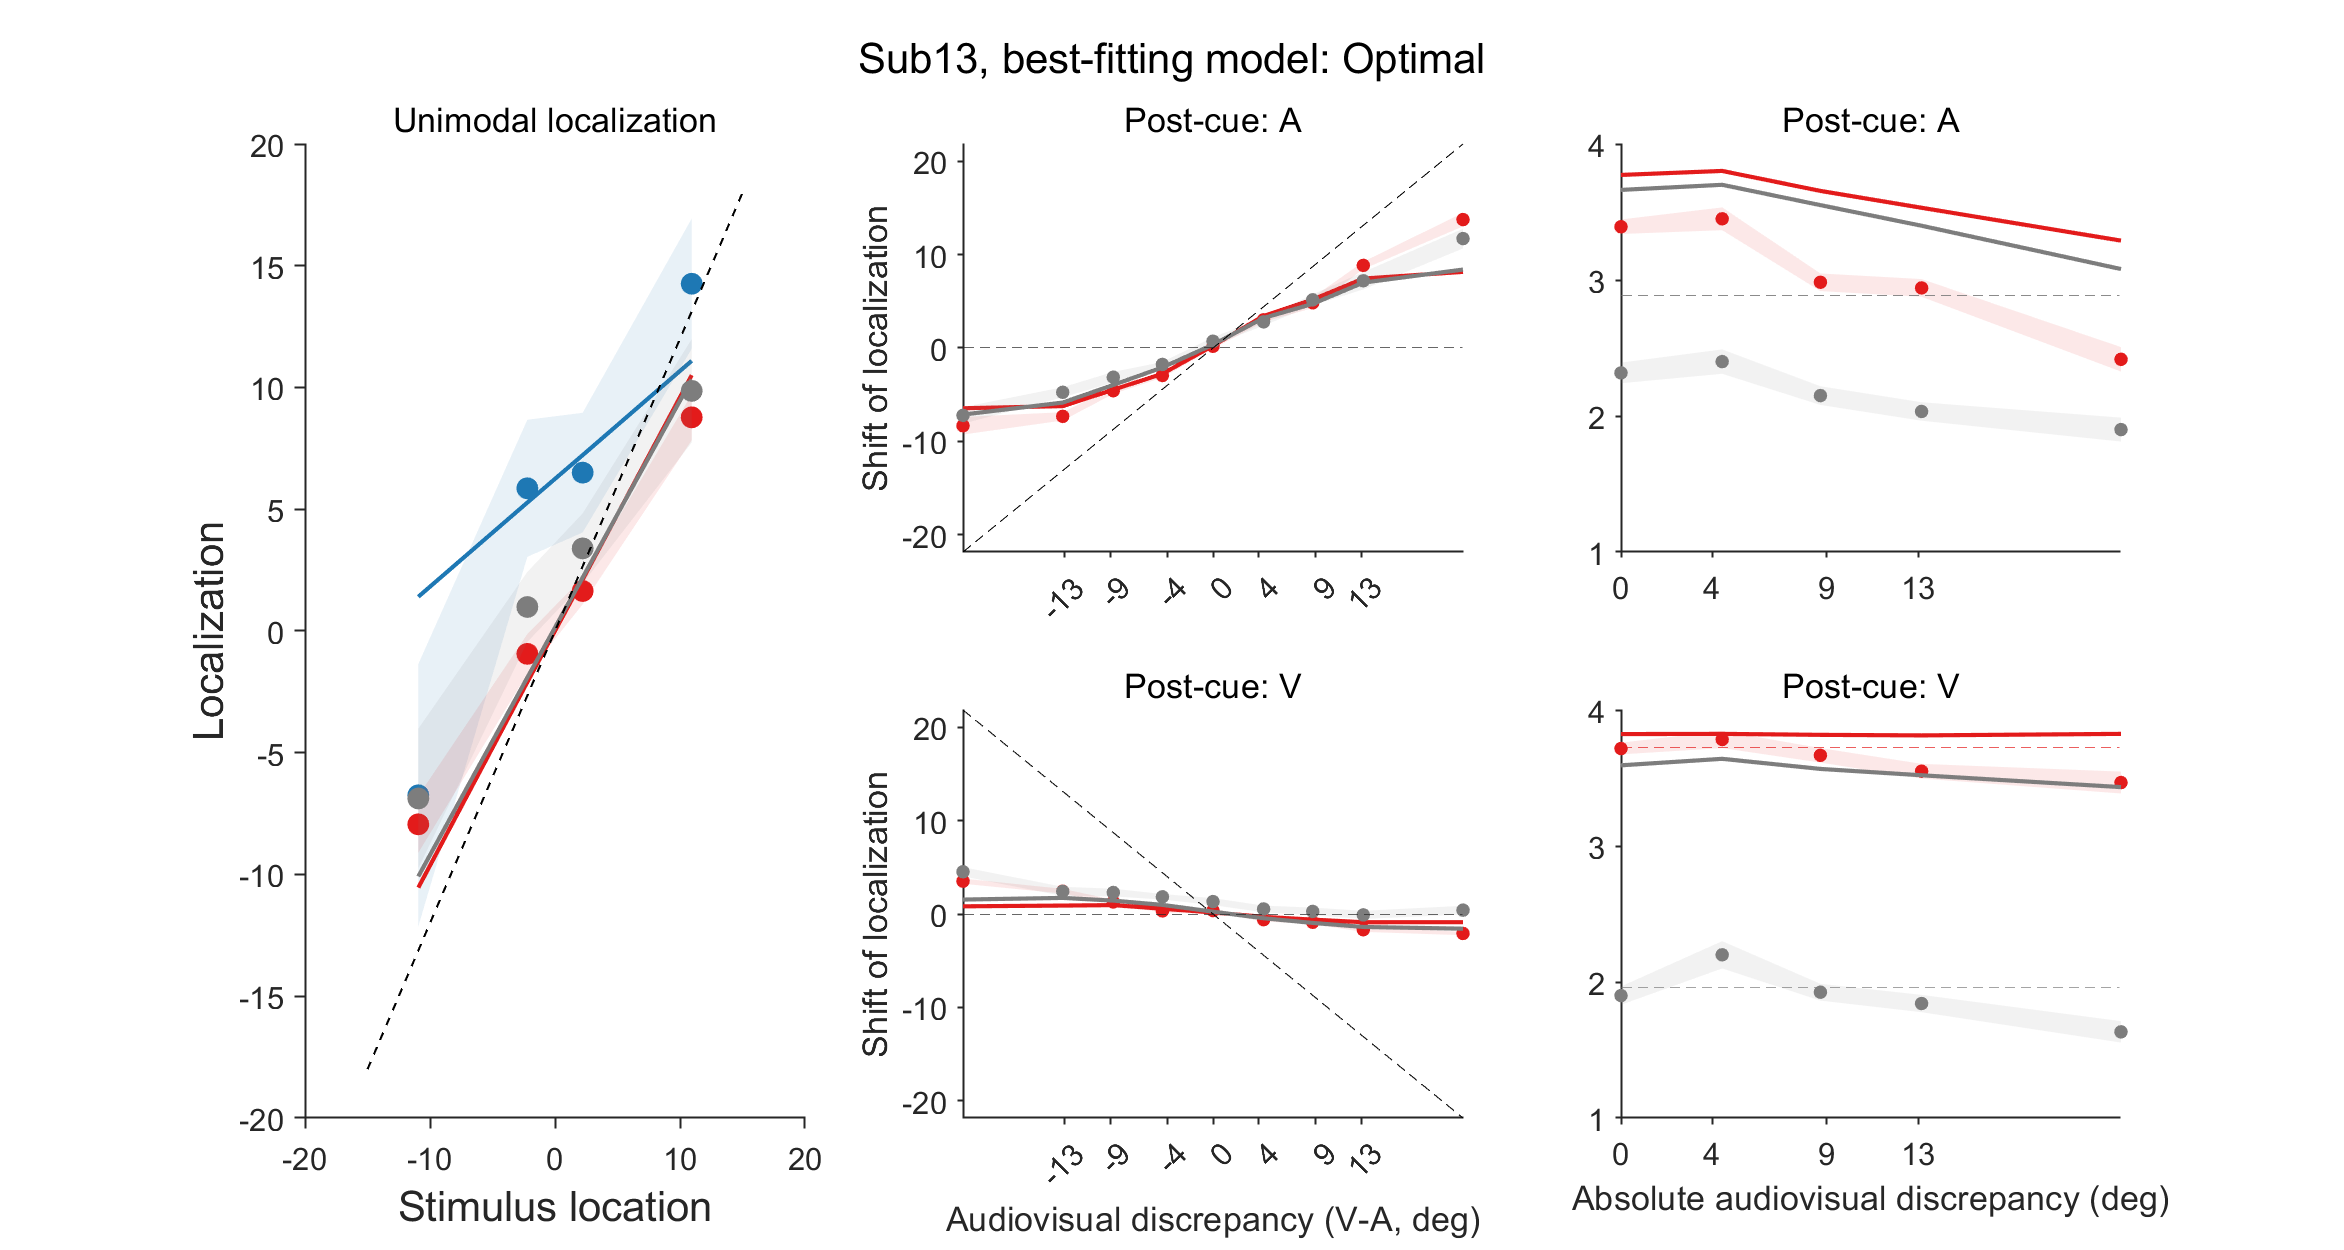 Sub13, best-fitting model: Optimal
Unimodal localization
20
15
10
5
0
-5
-10
-15
-20
Localization
-20 -10 0 10 20
Stimulus location
Post-cue: A
20
10
0
-10
-20
Shift of localization
-13 -9 -4 0 4 9 13
Post-cue: A
4
3
2
1
0 4 9 13
Post-cue: V
20
10
0
-10
-20
Shift of localization
-13 -9 -4 0 4 9 13
Audiovisual discrepancy (V-A, deg)
Post-cue: V
4
3
2
1
0 4 9 13
Absolute audiovisual discrepancy (deg)